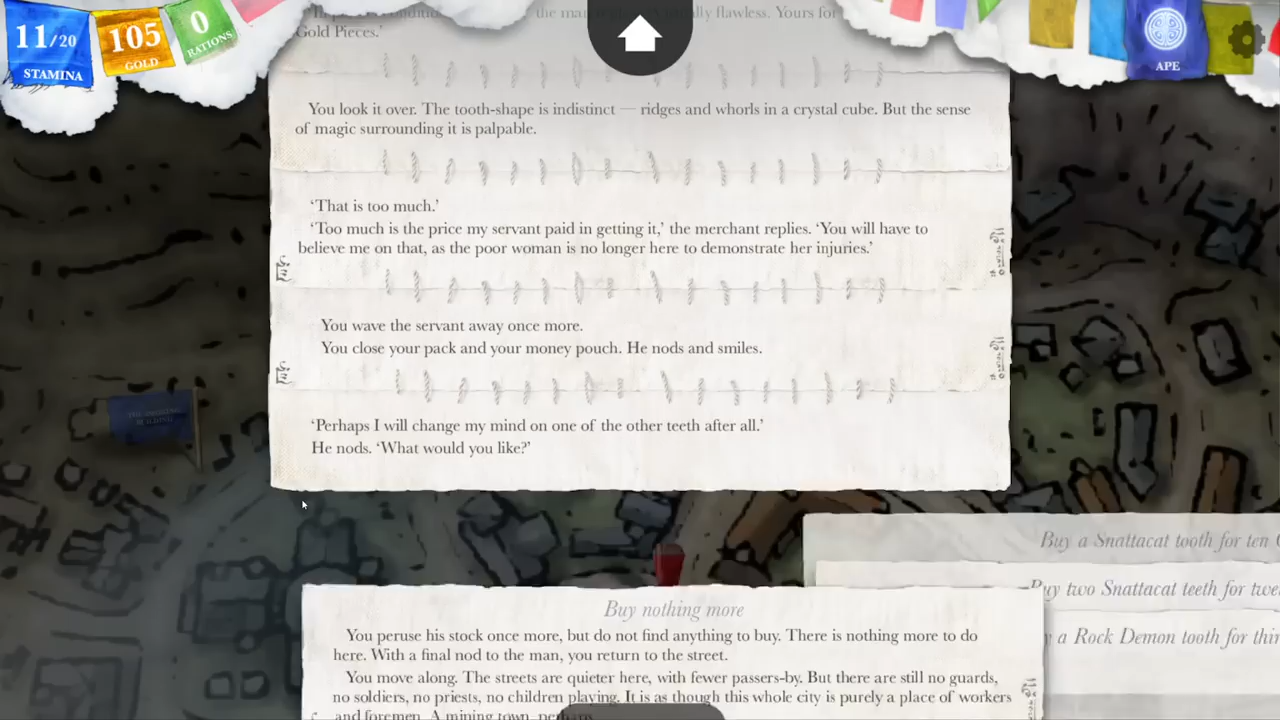 11/20
STAMINA
105
GOLD
0
RATIONS
APE
the man
flawless. Yours for
Gold Pieces.’
You look it over. The tooth-shape is indistinct — ridges and whorls in a crystal cube. But the sense
of magic surrounding it is palpable.
‘That is too much.’
‘Too much is the price my servant paid in getting it,’ the merchant replies. ‘You will have to
believe me on that, as the poor woman is no longer here to demonstrate her injuries.’
You wave the servant away once more.
You close your pack and your money pouch. He nods and smiles.
‘Perhaps I will change my mind on one of the other teeth after all.’
He nods. ‘What would you like?’
Buy a Snattacat tooth for ten
Buy two Snattacat teeth for
a Rock Demon tooth for
Buy nothing more
You peruse his stock once more, but do not find anything to buy. There is nothing more to do
here. With a final nod to the man, you return to the street.
You move along. The streets are quieter here, with fewer passers-by. But there are still no guards,
no soldiers, no priests, no children playing. It is as though this whole city is purely a place of workers
and foremen. A mining town, perhaps.